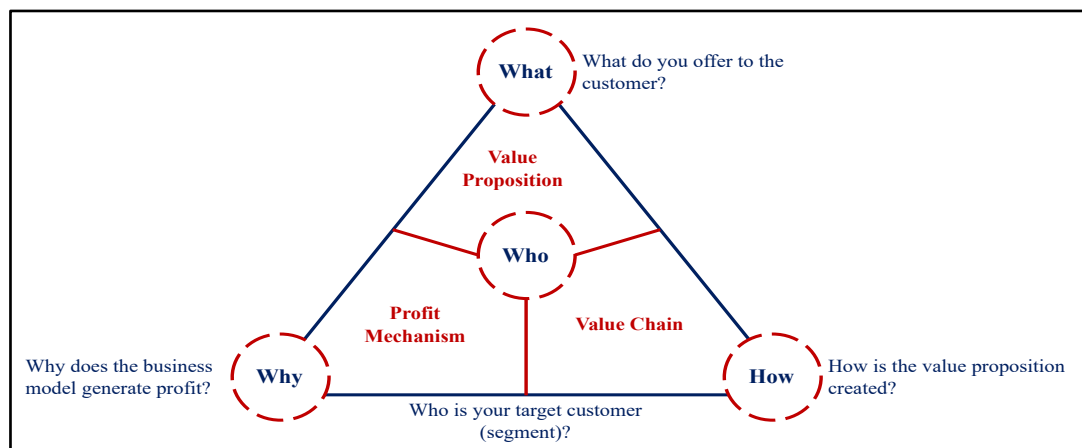 What
What do you offer to the
customer?
Value
Proposition
Who
Profit
Mechanism
Value Chain
Why does the business
model generate profit?
Why
How
How is the value proposition
created?
Who is your target customer
(segment)?